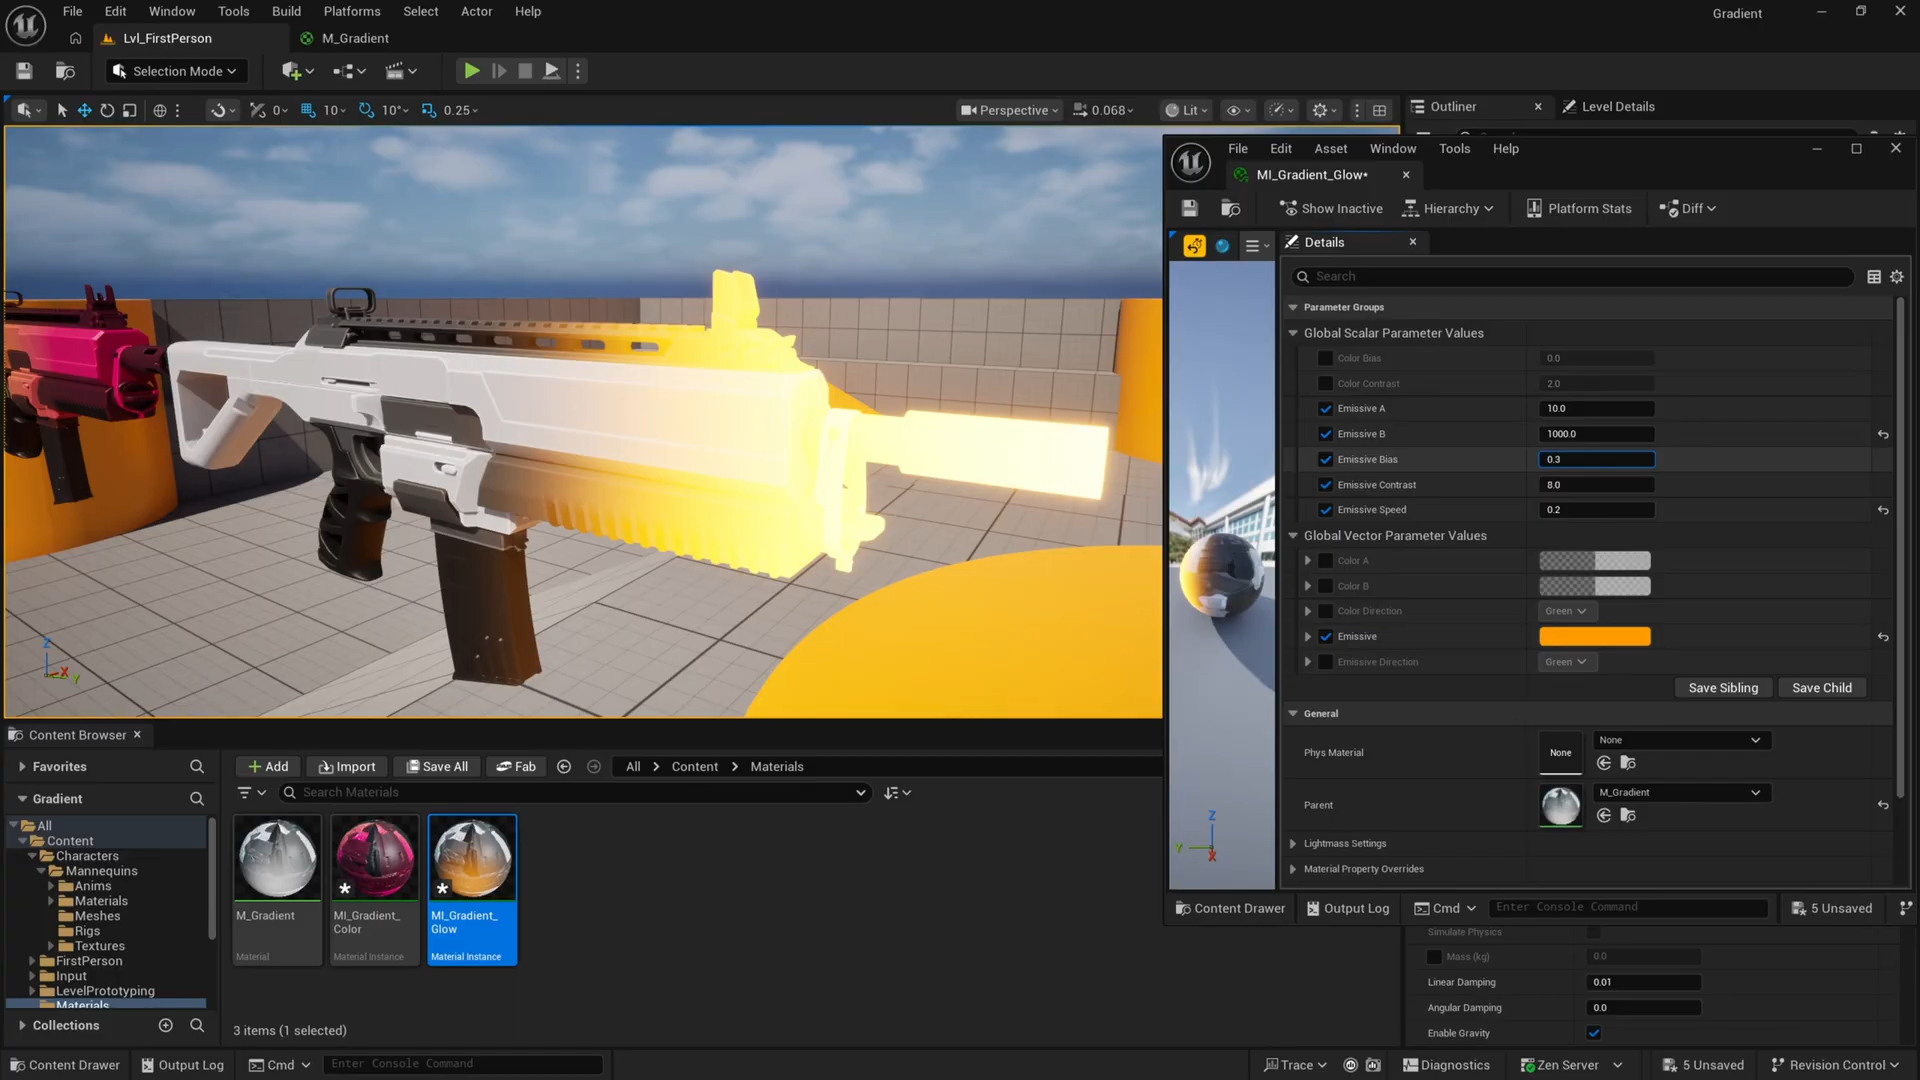 File Edit Window Tools Build Platforms Select Actor Help
Gradient
Lvl_FirstPerson
M_Gradient
Selection Mode
0 10 10° 0.25
Perspective 0.068 Lit
Outliner
Level Details
File Edit Asset Window Tools Help
MI_Gradient_Glow*
Show Inactive Hierarchy Platform Stats Diff
Details
Search
Parameter Groups
Global Scalar Parameter Values
Color Bias 0.0
Color Contrast 2.0
Emissive A 10.0
Emissive B 1000.0
Emissive Bias 0.3
Emissive Contrast 8.0
Emissive Speed 0.2
Global Vector Parameter Values
Color A
Color B
Color Direction Green
Emissive
Emissive Direction Green
Save Sibling Save Child
General
Phys Material None None
Parent M_Gradient
Lightmass Settings
Material Property Overrides
Z X Y
Z Y X
Content Drawer Output Log Cmd Enter Console Command 5 Unsaved
Simulate Physics
Mass (kg) 0.0
Linear Damping 0.01
Angular Damping 0.0
Enable Gravity
Content Browser
Favorites
Gradient
All
Content
Characters
Mannequins
Anims
Materials
Meshes
Rigs
Textures
FirstPerson
Input
LevelPrototyping
Materials
Collections
Add Import Save All Fab All Content Materials
Search Materials
M_Gradient
Material
MI_Gradient_
Color
Material Instance
MI_Gradient_
Glow
Material Instance
3 items (1 selected)
Content Drawer Output Log Cmd Enter Console Command
Trace Diagnostics Zen Server 5 Unsaved Revision Control